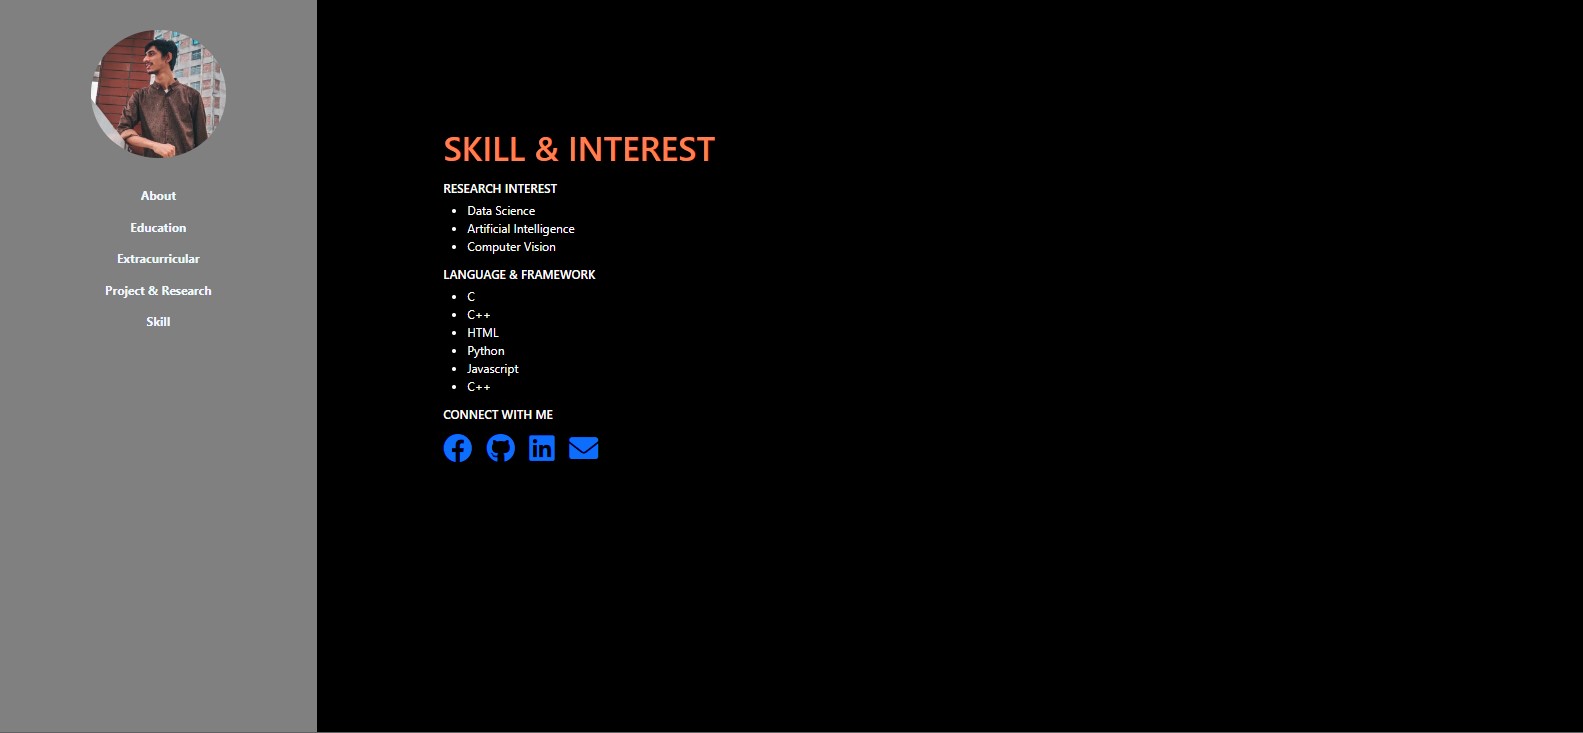 About
Education
Extracurricular
Project & Research
Skill
SKILL & INTEREST
RESEARCH INTEREST
Data Science
Artificial Intelligence
Computer Vision
LANGUAGE & FRAMEWORK
C
C++
HTML
Python
Javascript
C++
CONNECT WITH ME